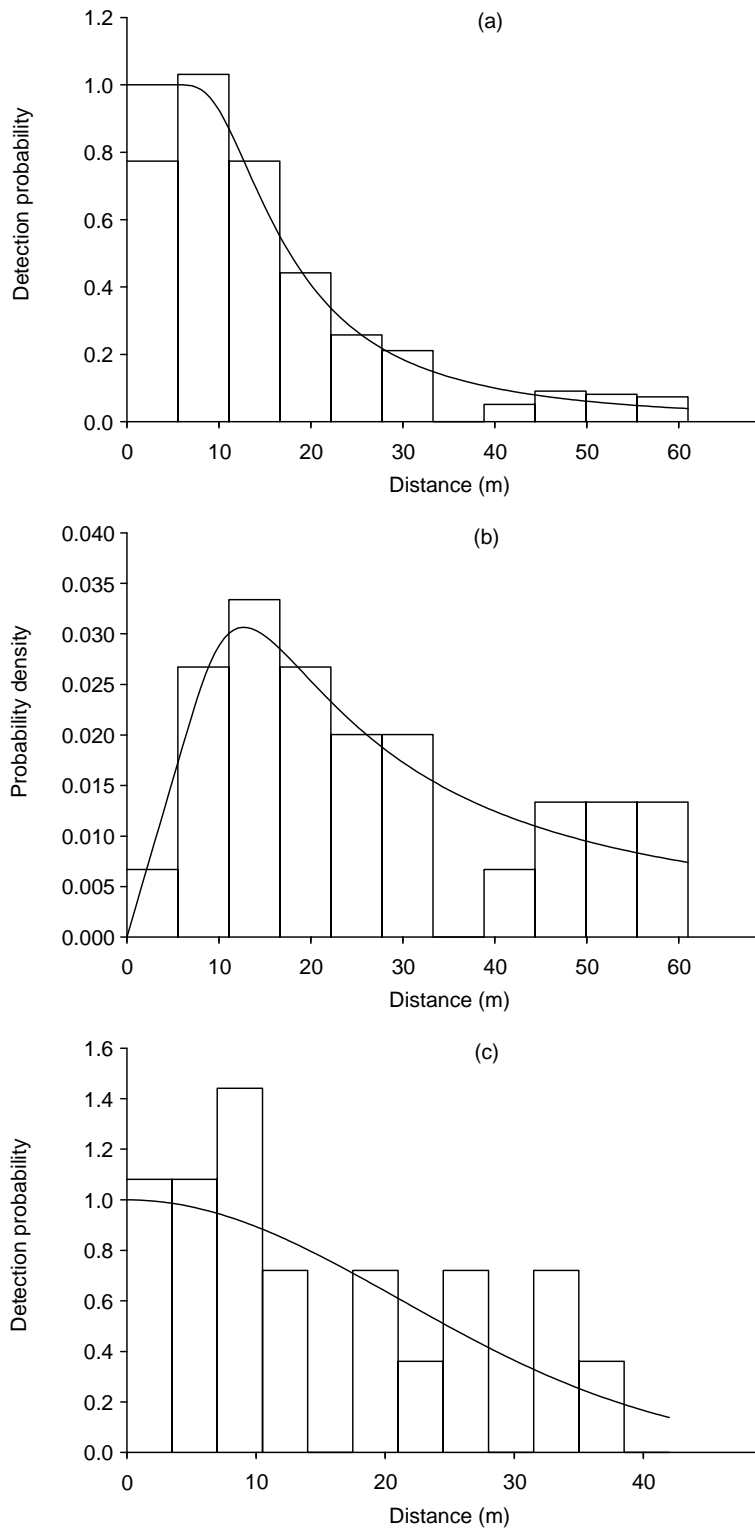 (a)
1.2
1.0
0.8
0.6
0.4
0.2
0.0
Detection probability
0 10 20 30 40 50 60
Distance (m)
(b)
0.040
0.035
0.030
0.025
0.020
0.015
0.010
0.005
0.000
Probability density
0 10 20 30 40 50 60
Distance (m)
(c)
1.6
1.4
1.2
1.0
0.8
0.6
0.4
0.2
0.0
Detection probability
0 10 20 30 40
Distance (m)